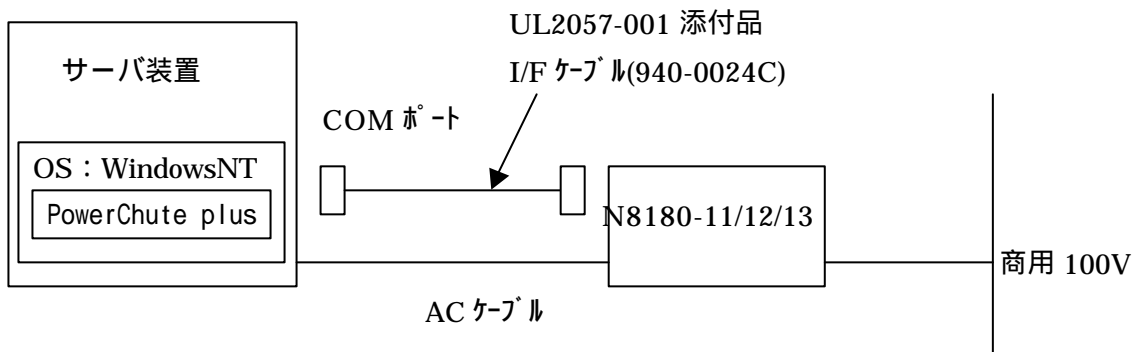 UL2057-001 添付品
I/F ｹｰﾌﾞﾙ(940-0024C)
サーバ装置
COM ﾎﾟｰﾄ
OS：WindowsNT
PowerChute plus
N8180-11/12/13
商用 100V
AC ｹｰﾌﾞﾙ